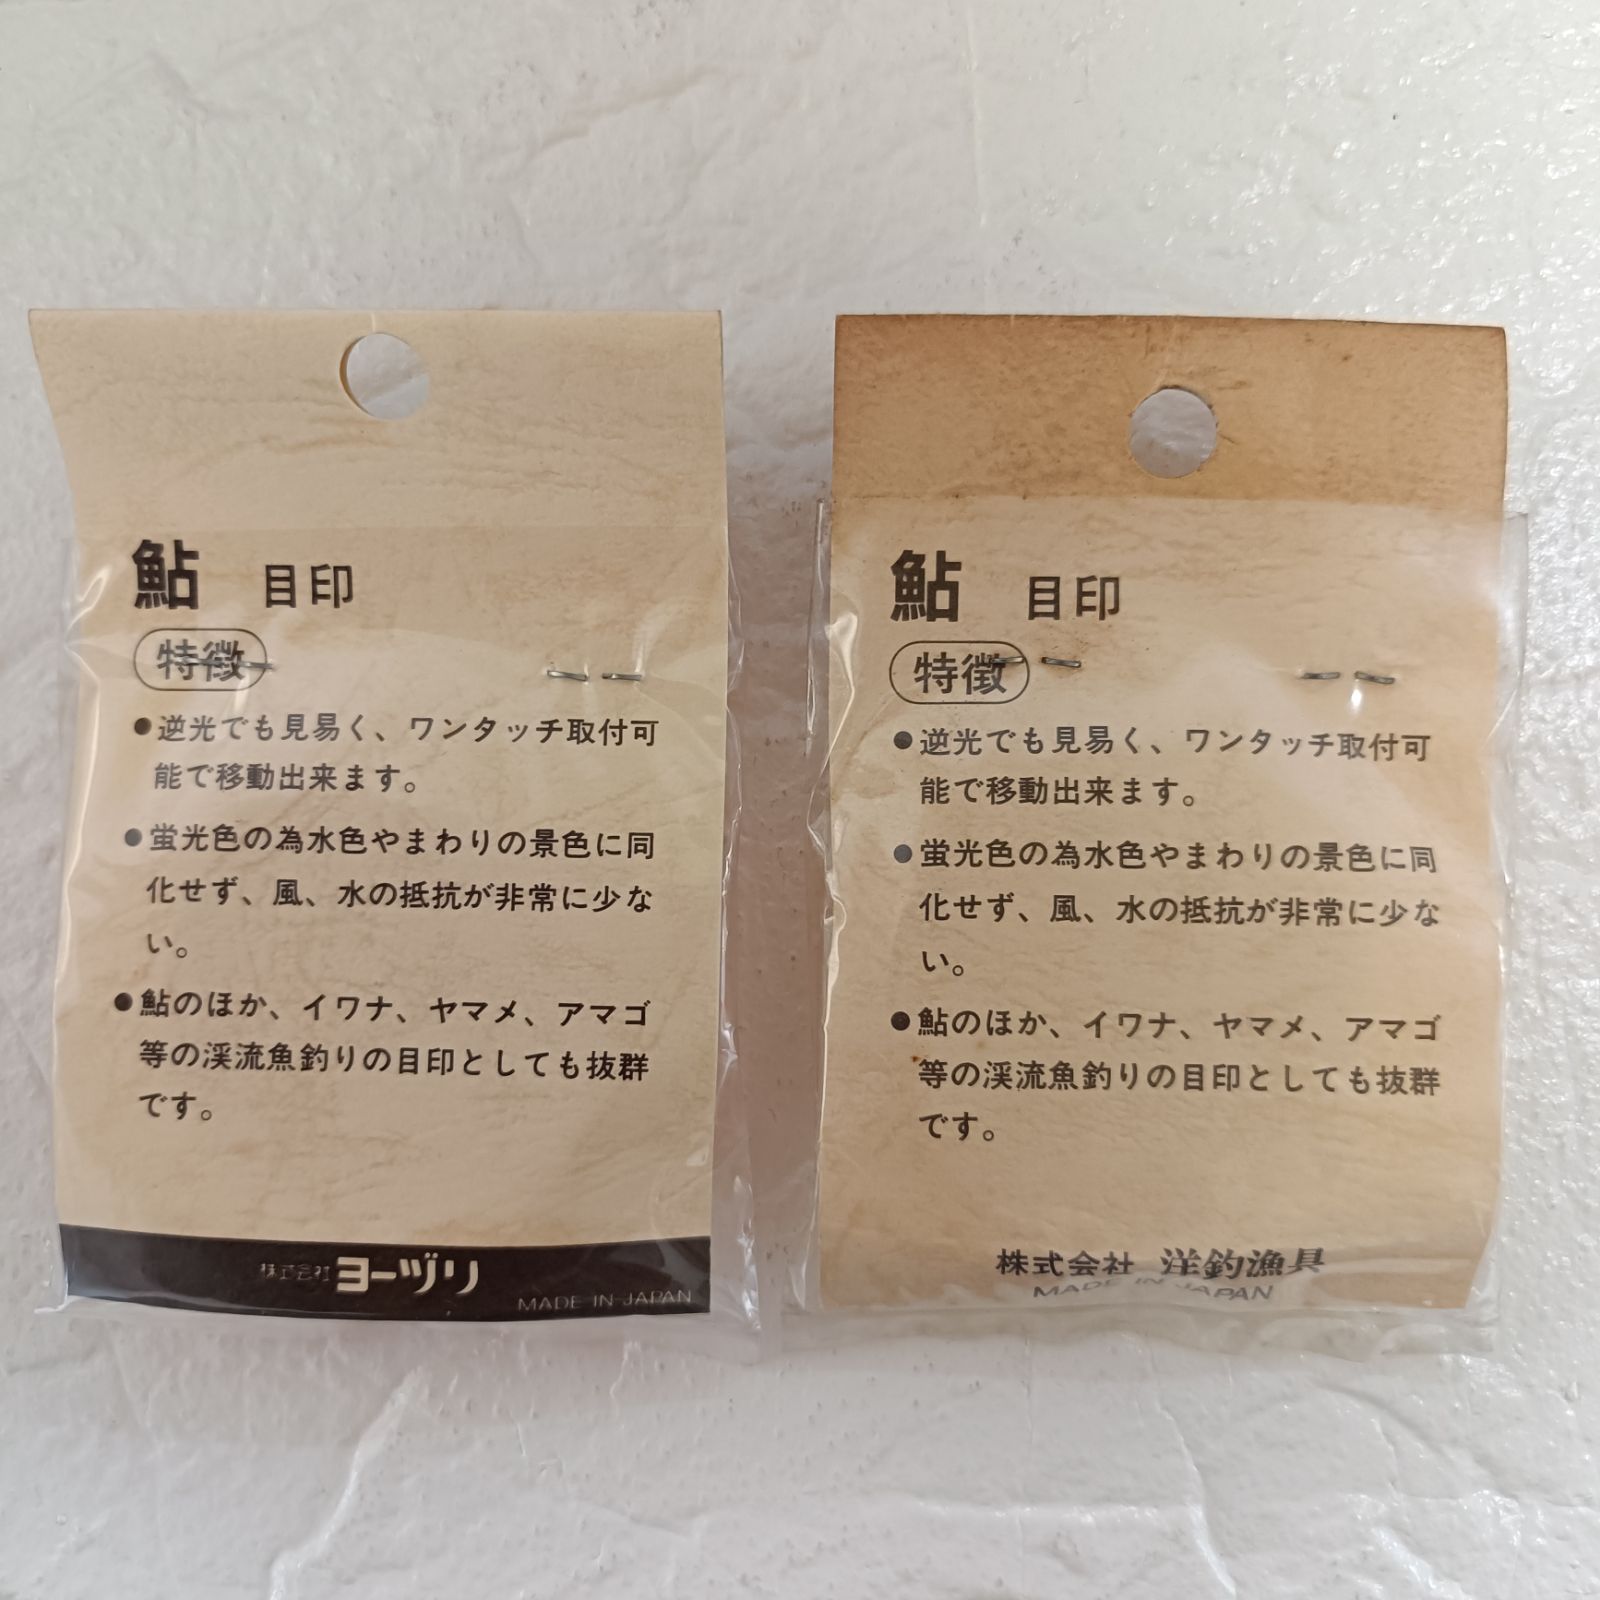 鮎 目印
特徴
●逆光でも見易く、ワンタッチ取付可
能で移動出来ます。
●蛍光色の為水色やまわりの景色に同
化せず、風、水の抵抗が非常に少な
い。
●鮎のほか、イワナ、ヤマメ、アマゴ
等の渓流魚釣りの目印としても抜群
です。
株式会社 ヨーヅリ
MADE IN JAPAN
鮎 目印
特徴
●逆光でも見易く、ワンタッチ取付可
能で移動出来ます。
●蛍光色の為水色やまわりの景色に同
化せず、風、水の抵抗が非常に少な
い。
●鮎のほか、イワナ、ヤマメ、アマゴ
等の渓流魚釣りの目印としても抜群
です。
株式会社 洋釣漁具
MADE IN JAPAN